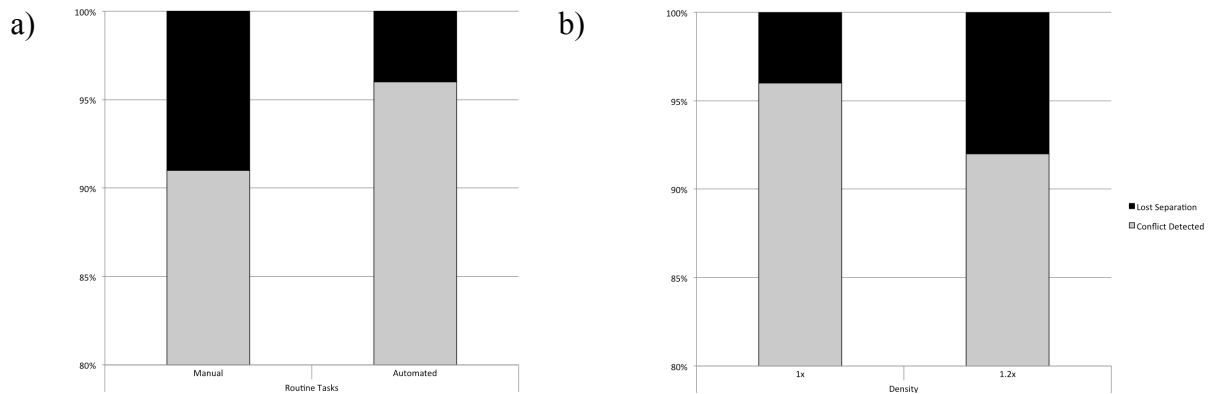 a)
100%
95%
90%
85%
80%
Manual
Automated
Routine Tasks
b)
100%
95%
90%
85%
80%
1x
1.2x
Density
Lost Separation
Conflict Detected